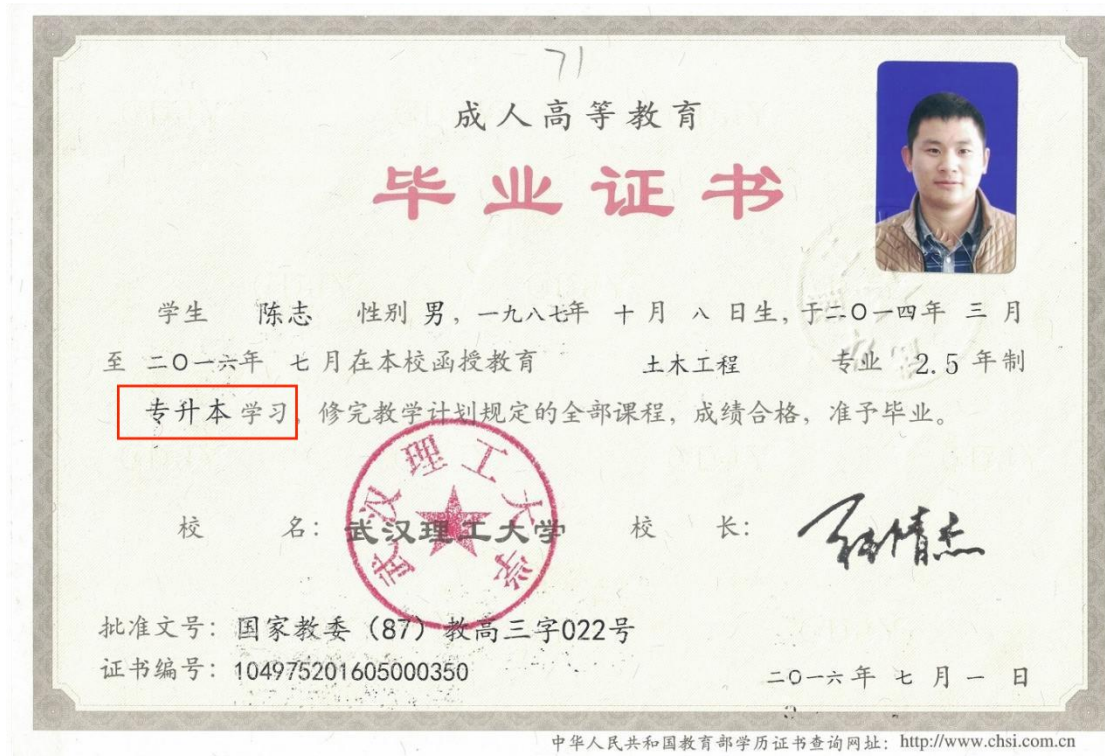 71
成人高等教育
毕业证书
学生 陈志 性别 男，一九八七年 十月 八 日生，于二〇一四年 三月
至 二〇一六年 七月在本校函授教育 土木工程 专业 2.5 年制
专升本 学习，修完教学计划规定的全部课程，成绩合格，准予毕业。
校 名：武汉理工大学 校 长：
武汉理工大学
批准文号：国家教委（87）教高三字022号
证书编号：104975201605000350
二〇一六年 七 月 一 日
中华人民共和国教育部学历证书查询网址：http://www.chsi.com.cn